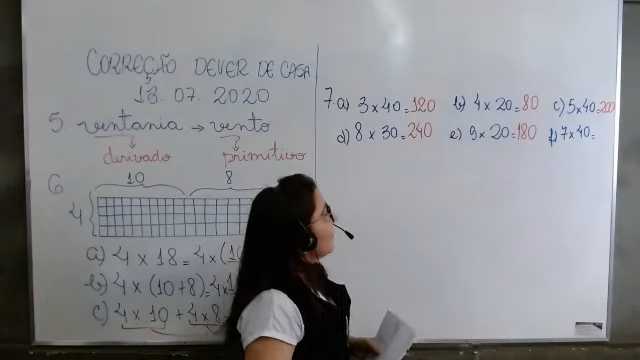 CORREÇÃO DEVER DE CASA
13.07.2020
5 ventania → vento
derivado primitivo
6
10 8
4
a) 4 x 18 = 4 x (10
b) 4 x (10+8) = 4x1
c) 4 x 10 + 4 x 8 =
7. a) 3 x 40 = 120 b) 4 x 20 = 80 c) 5 x 40 = 200
d) 8 x 30 = 240 e) 9 x 20 = 180 f) 7 x 40 =